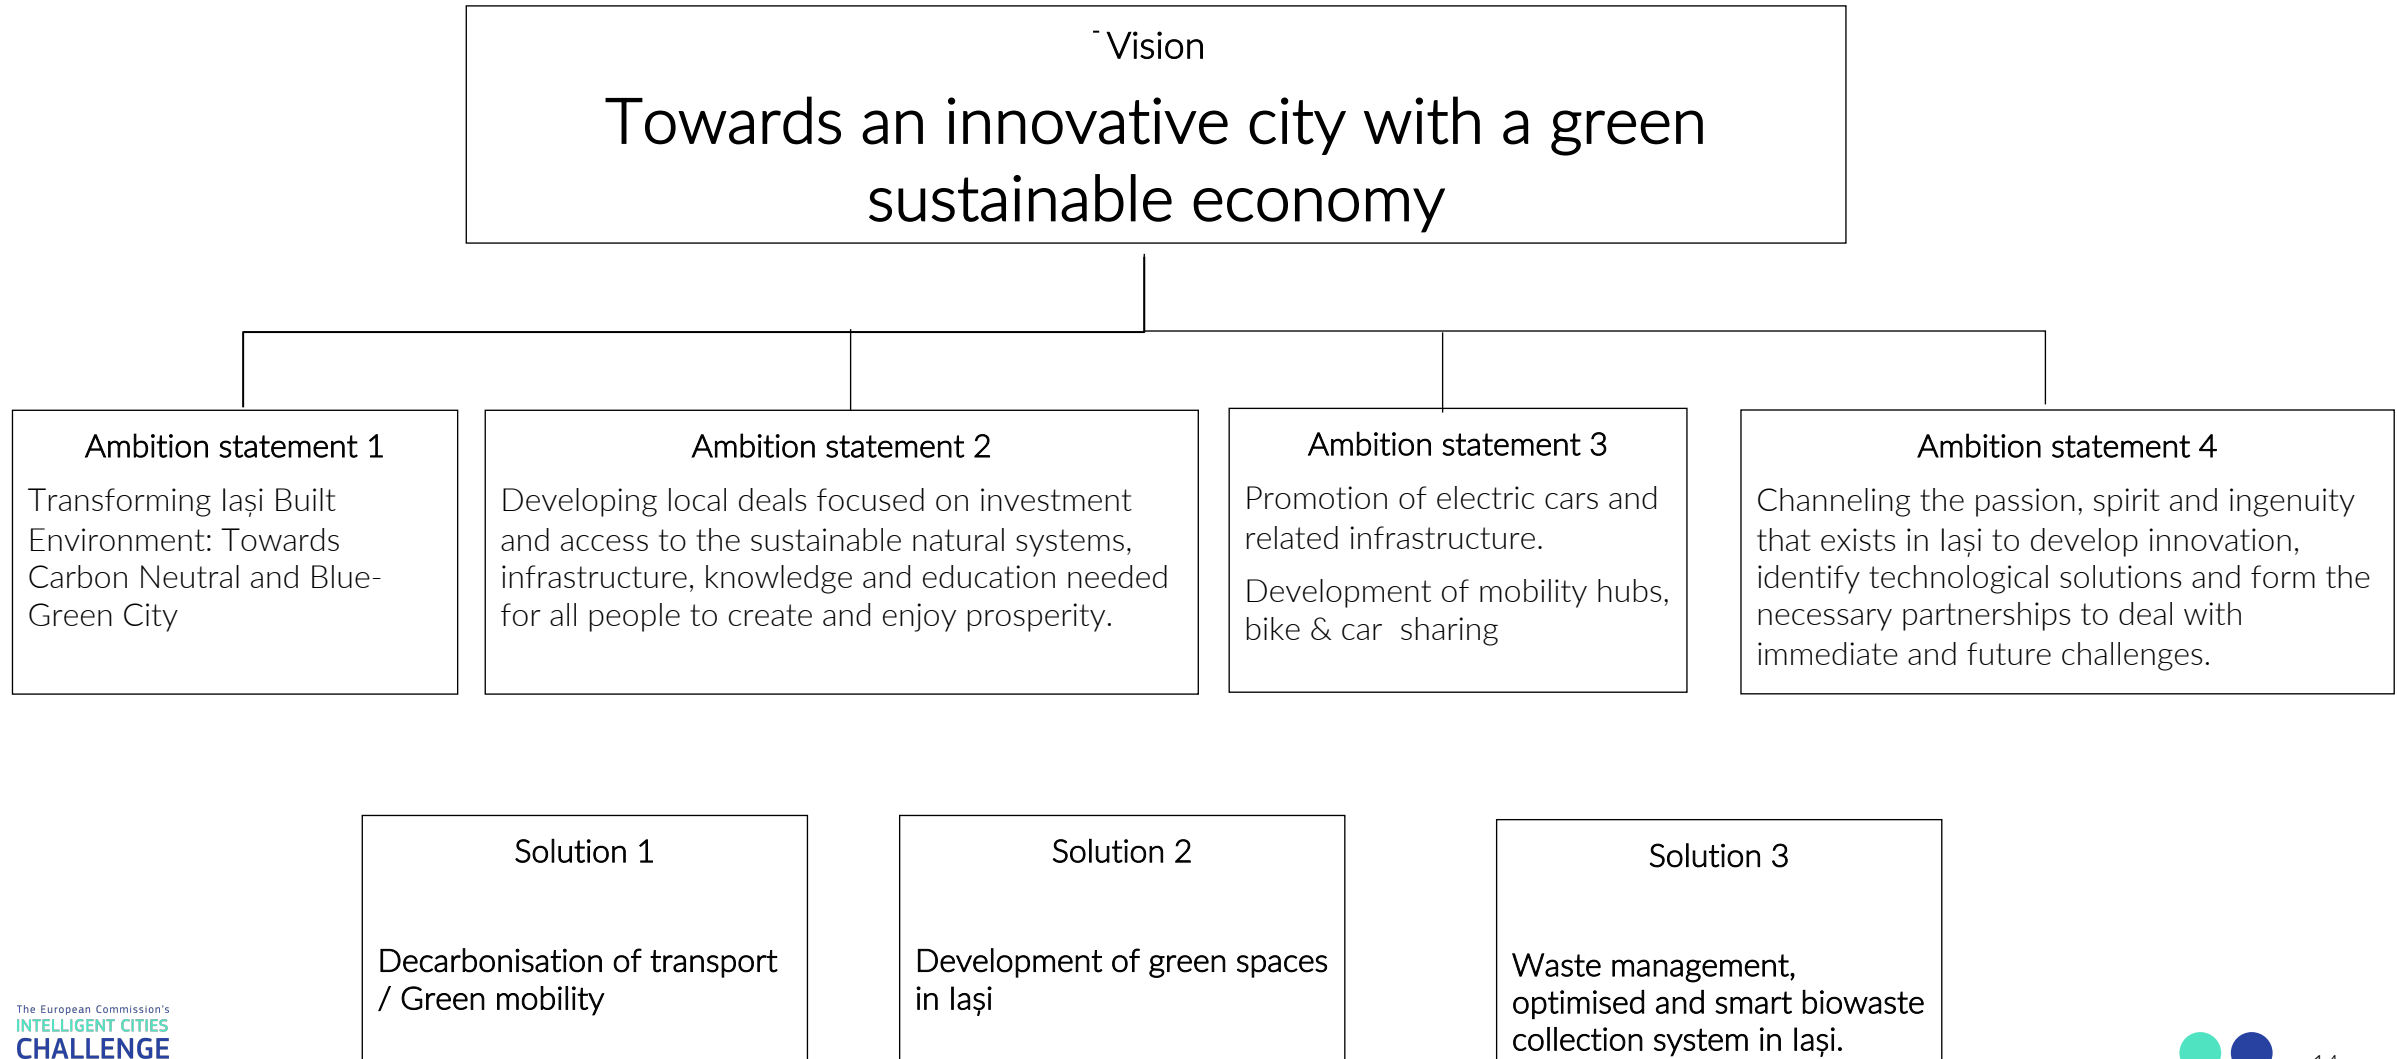 - Vision
Towards an innovative city with a green
sustainable economy
Ambition statement 1
Transforming Iași Built
Environment: Towards
Carbon Neutral and Blue-
Green City
Ambition statement 2
Developing local deals focused on investment
and access to the sustainable natural systems,
infrastructure, knowledge and education needed
for all people to create and enjoy prosperity.
Ambition statement 3
Promotion of electric cars and
related infrastructure.
Development of mobility hubs,
bike & car  sharing
Ambition statement 4
Channeling the passion, spirit and ingenuity
that exists in Iași to develop innovation,
identify technological solutions and form the
necessary partnerships to deal with
immediate and future challenges.
Solution 1
Decarbonisation of transport
/ Green mobility
Solution 2
Development of green spaces
in Iași
Solution 3
Waste management,
optimised and smart biowaste
collection system in Iași.
The European Commission's
INTELLIGENT CITIES
CHALLENGE